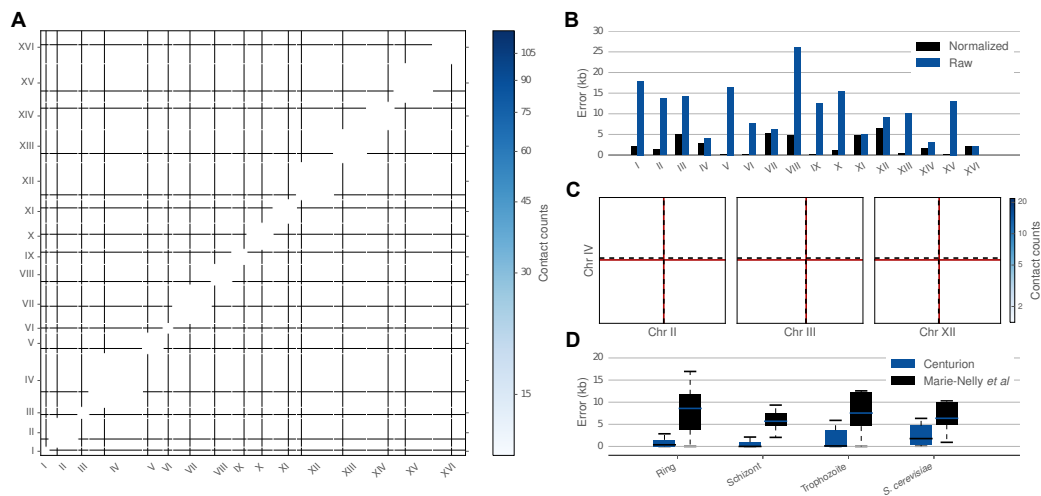 A
XVI
XV
XIV
XIII
XII
XI
X
IX
VIII
VII
VI
V
IV
III
II
I
I II III IV V VI VII VIII IX X XI XII XIII XIV XV XVI
105
90
75
60
45
30
15
Contact counts
B
30
25
20
15
10
5
0
Error (kb)
Normalized
Raw
I II III IV V VI VII VIII IX X XI XII XIII XIV XV XVI
C
Chr IV
Chr II
Chr III
Chr XII
20
10
5
2
Contact counts
D
20
15
10
5
0
Error (kb)
Centurion
Marie-Nelly et al
Ring
Schizont
Trophozoite
S. cerevisiae